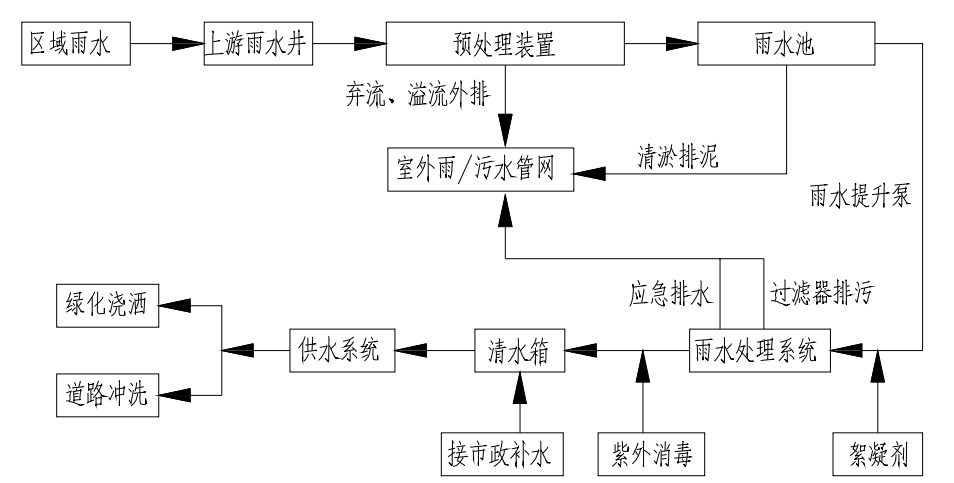 区域雨水
上游雨水井
预处理装置
雨水池
弃流、溢流外排
清淤排泥
室外雨/污水管网
雨水提升泵
应急排水
过滤器排污
绿化浇洒
供水系统
清水箱
雨水处理系统
道路冲洗
接市政补水
紫外消毒
絮凝剂